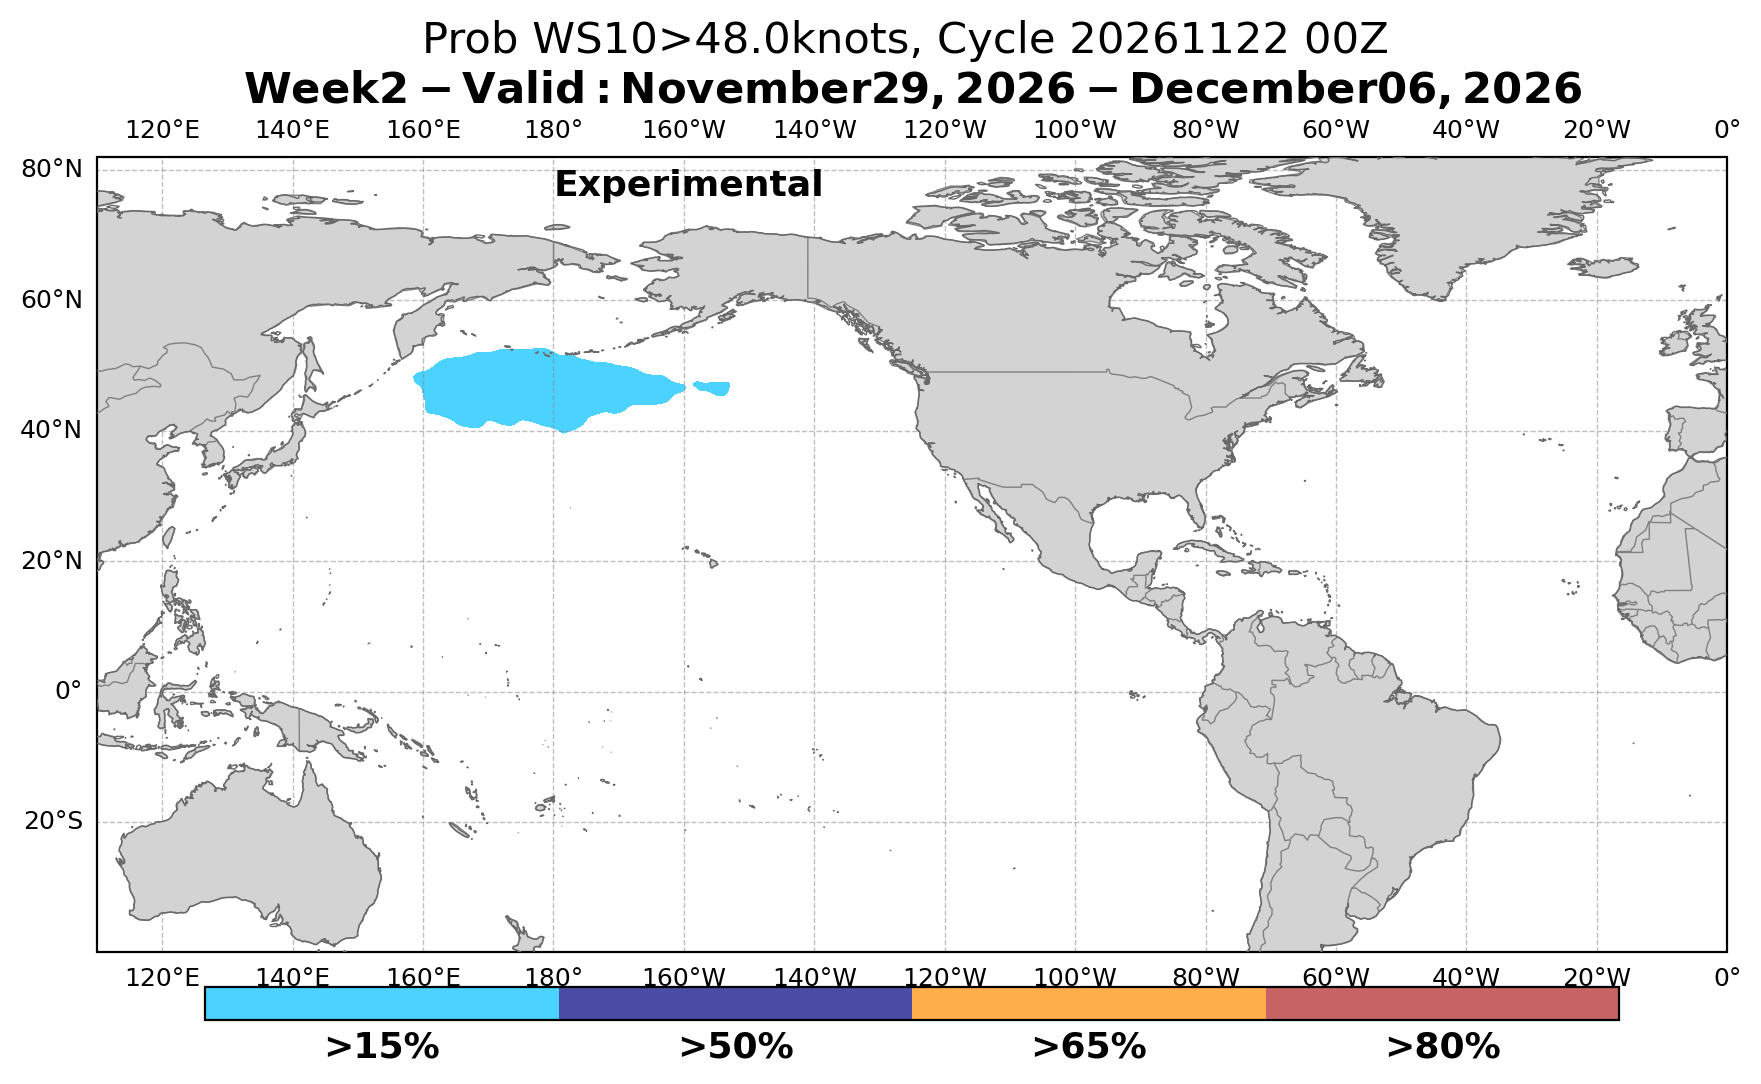 Prob WS10>48.0knots, Cycle 20261122 00Z
Week2 – Valid : November29, 2026 – December06, 2026
120°E 140°E 160°E 180° 160°W 140°W 120°W 100°W 80°W 60°W 40°W 20°W 0°
80°N
Experimental
60°N
40°N
20°N
0°
20°S
120°E 140°E 160°E 180° 160°W 140°W 120°W 100°W 80°W 60°W 40°W 20°W 0°
>15% >50% >65% >80%